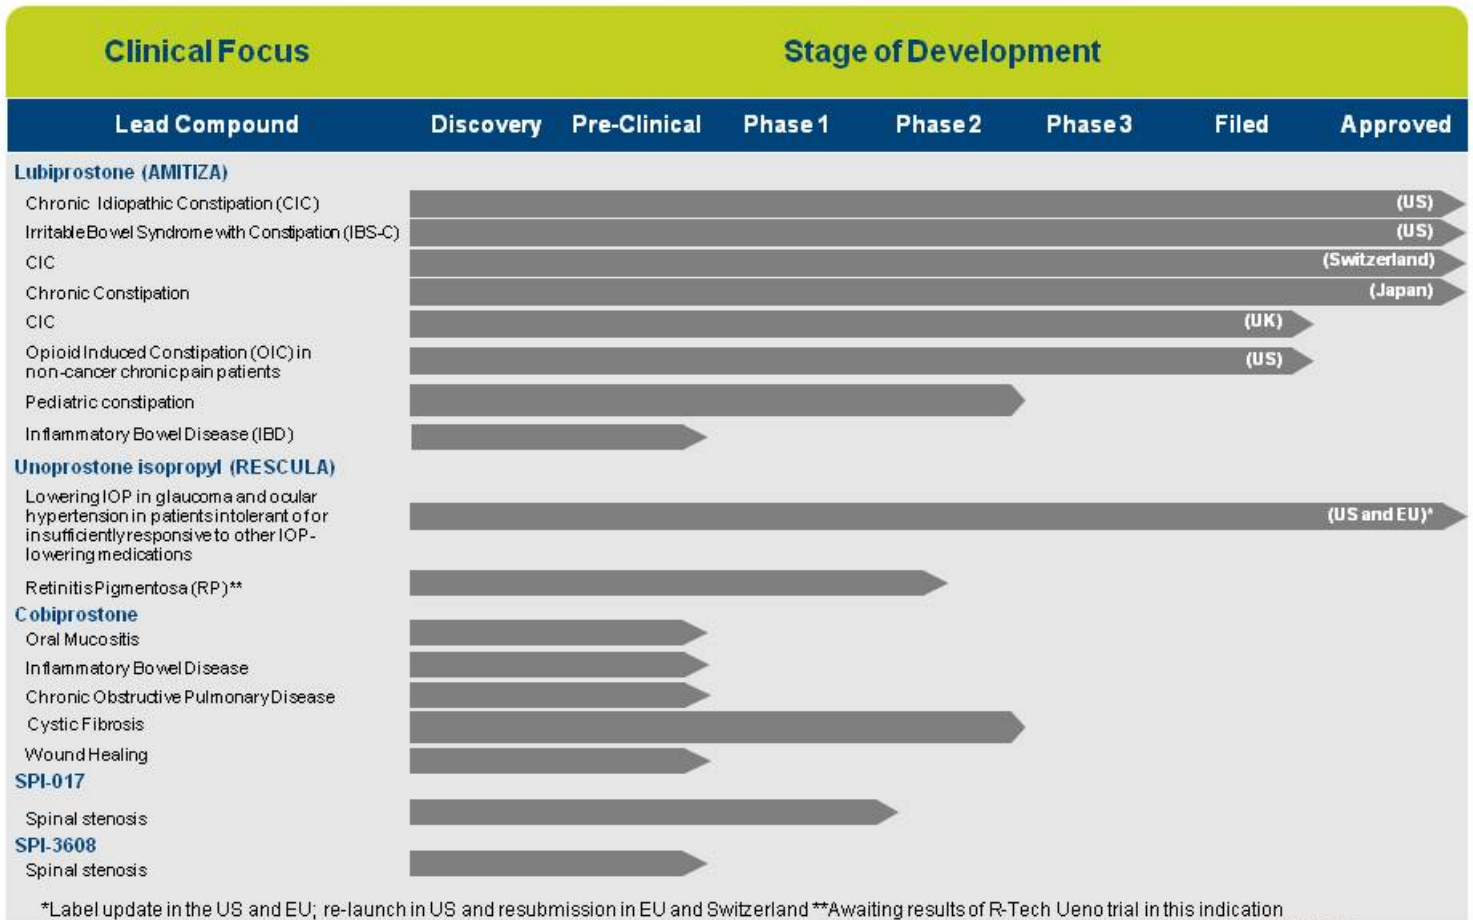 Clinical Focus Stage of Development
Lead Compound Discovery Pre-Clinical Phase 1 Phase 2 Phase 3 Filed Approved
Lubiprostone (AMITIZA)
Chronic Idiopathic Constipation (CIC) (US)
Irritable Bowel Syndrome with Constipation (IBS-C) (US)
CIC (Switzerland)
Chronic Constipation (Japan)
CIC (UK)
Opioid Induced Constipation (OIC) in
non-cancer chronic pain patients (US)
Pediatric constipation
Inflammatory Bowel Disease (IBD)
Unoprostone isopropyl (RESCULA)
Lowering IOP in glaucoma and ocular
hypertension in patients intolerant of or
insufficiently responsive to other IOP-
lowering medications (US and EU)*
Retinitis Pigmentosa (RP)**
Cobiprostone
Oral Mucositis
Inflammatory Bowel Disease
Chronic Obstructive Pulmonary Disease
Cystic Fibrosis
Wound Healing
SPI-017
Spinal stenosis
SPI-3608
Spinal stenosis
*Label update in the US and EU; re-launch in US and resubmission in EU and Switzerland **Awaiting results of R-Tech Ueno trial in this indication